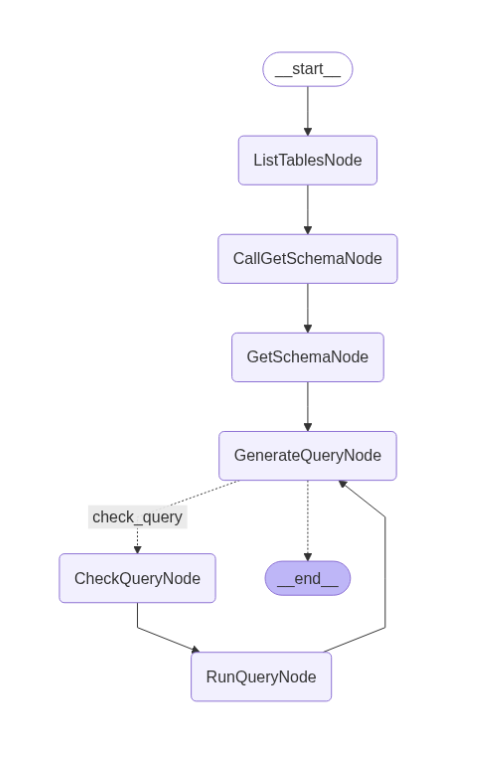 __start__
ListTablesNode
CallGetSchemaNode
GetSchemaNode
GenerateQueryNode
check_query
CheckQueryNode
__end__
RunQueryNode